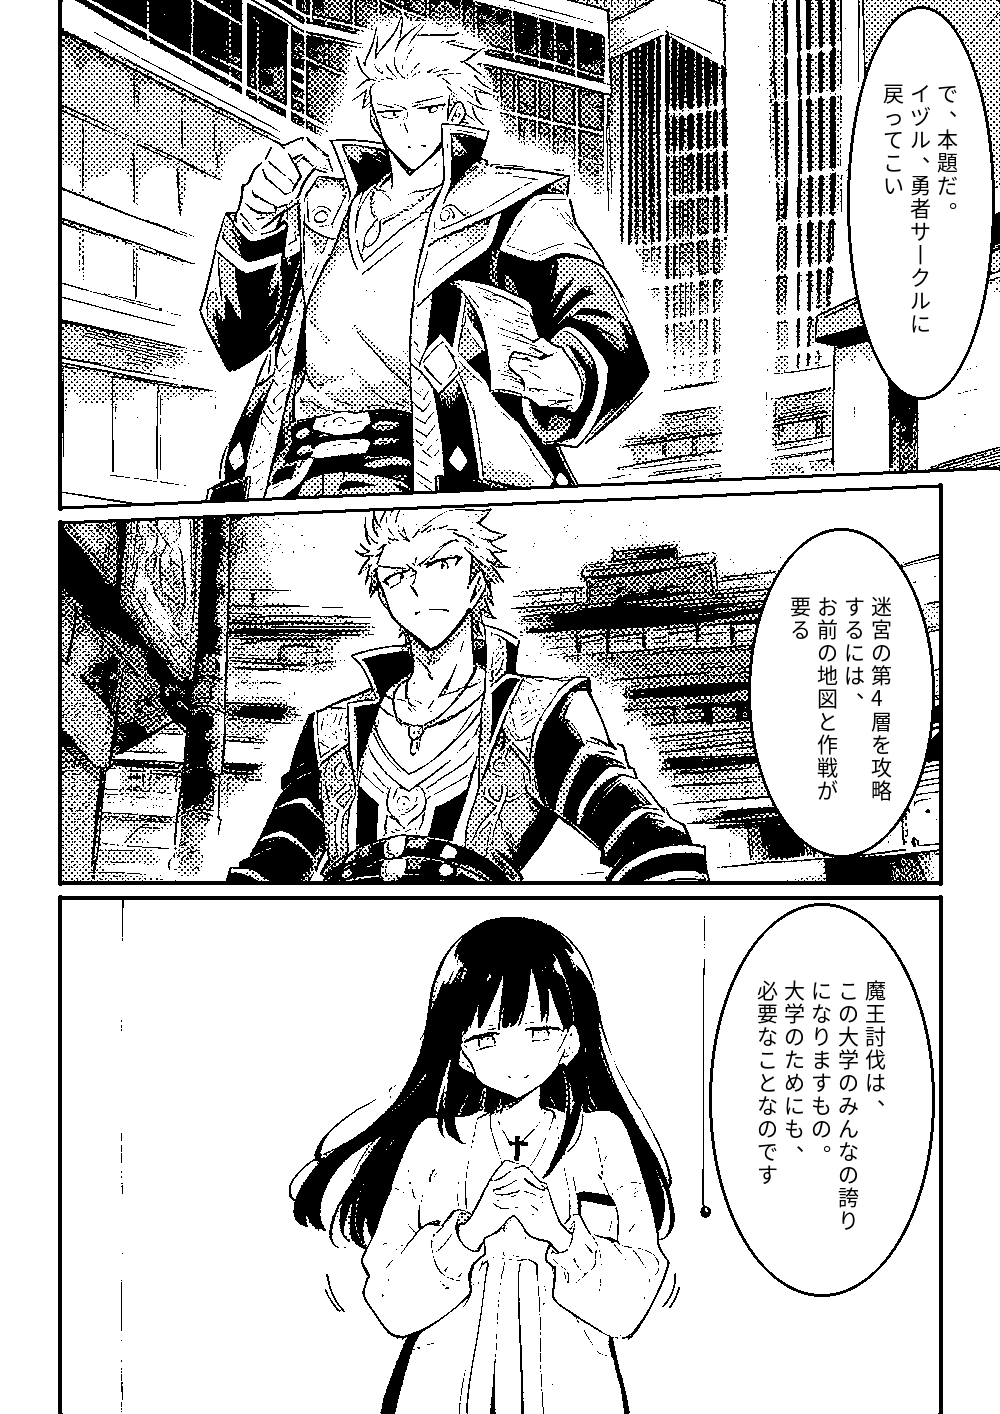 で、本題だ。
イヅル、勇者サークルに
戻ってこい
迷宮の第4層を攻略
するには、
お前の地図と作戦が
要る
魔王討伐は、
この大学のみんなの誇り
になりますもの。
大学のためにも、
必要なことなのです